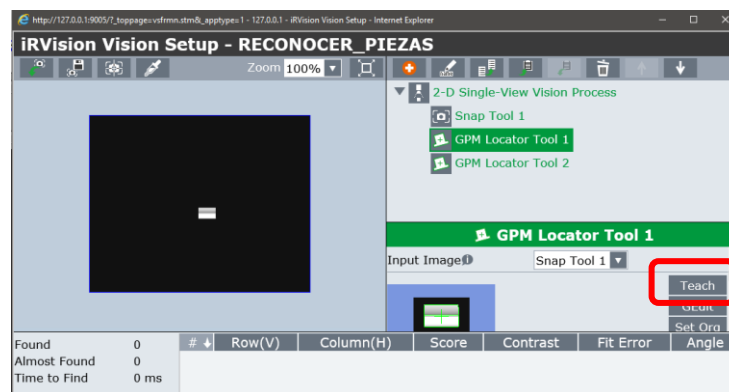 http://127.0.0.1:9005/?_toppage=vsfrmn.stm&_apptype=1 - 127.0.0.1 - iRVision Vision Setup - Internet Explorer
iRVision Vision Setup - RECONOCER_PIEZAS
Zoom 100%
2-D Single-View Vision Process
Snap Tool 1
GPM Locator Tool 1
GPM Locator Tool 2
GPM Locator Tool 1
Input Image Snap Tool 1
Teach
GEdit
Set Org
Found 0 # Row(V) Column(H) Score Contrast Fit Error Angle
Almost Found 0
Time to Find 0 ms